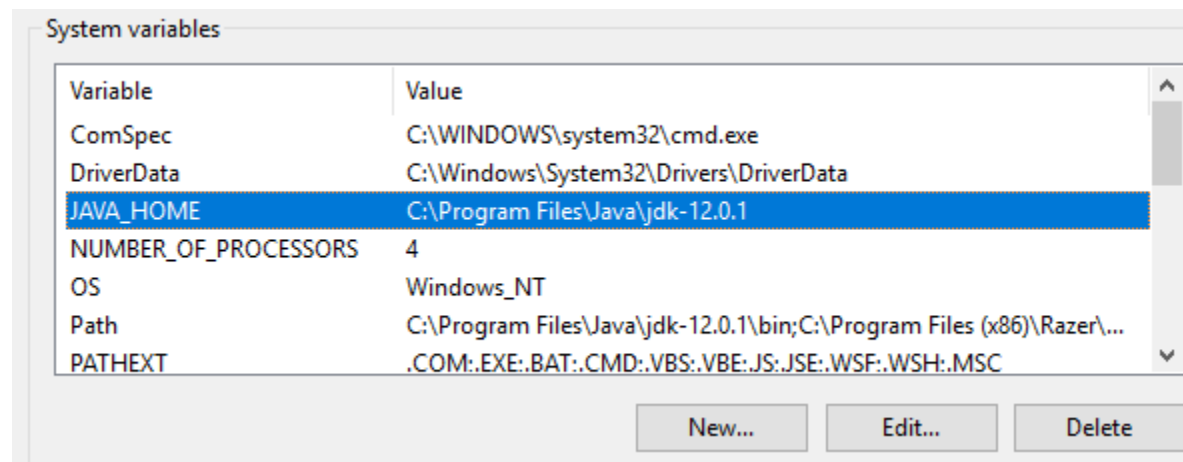 System variables
Variable Value
ComSpec C:\WINDOWS\system32\cmd.exe
DriverData C:\Windows\System32\Drivers\DriverData
JAVA_HOME C:\Program Files\Java\jdk-12.0.1
NUMBER_OF_PROCESSORS 4
OS Windows_NT
Path C:\Program Files\Java\jdk-12.0.1\bin;C:\Program Files (x86)\Razer\...
PATHEXT .COM;.EXE;.BAT;.CMD;.VBS;.VBE;.JS;.JSE;.WSF;.WSH;.MSC
New... Edit... Delete